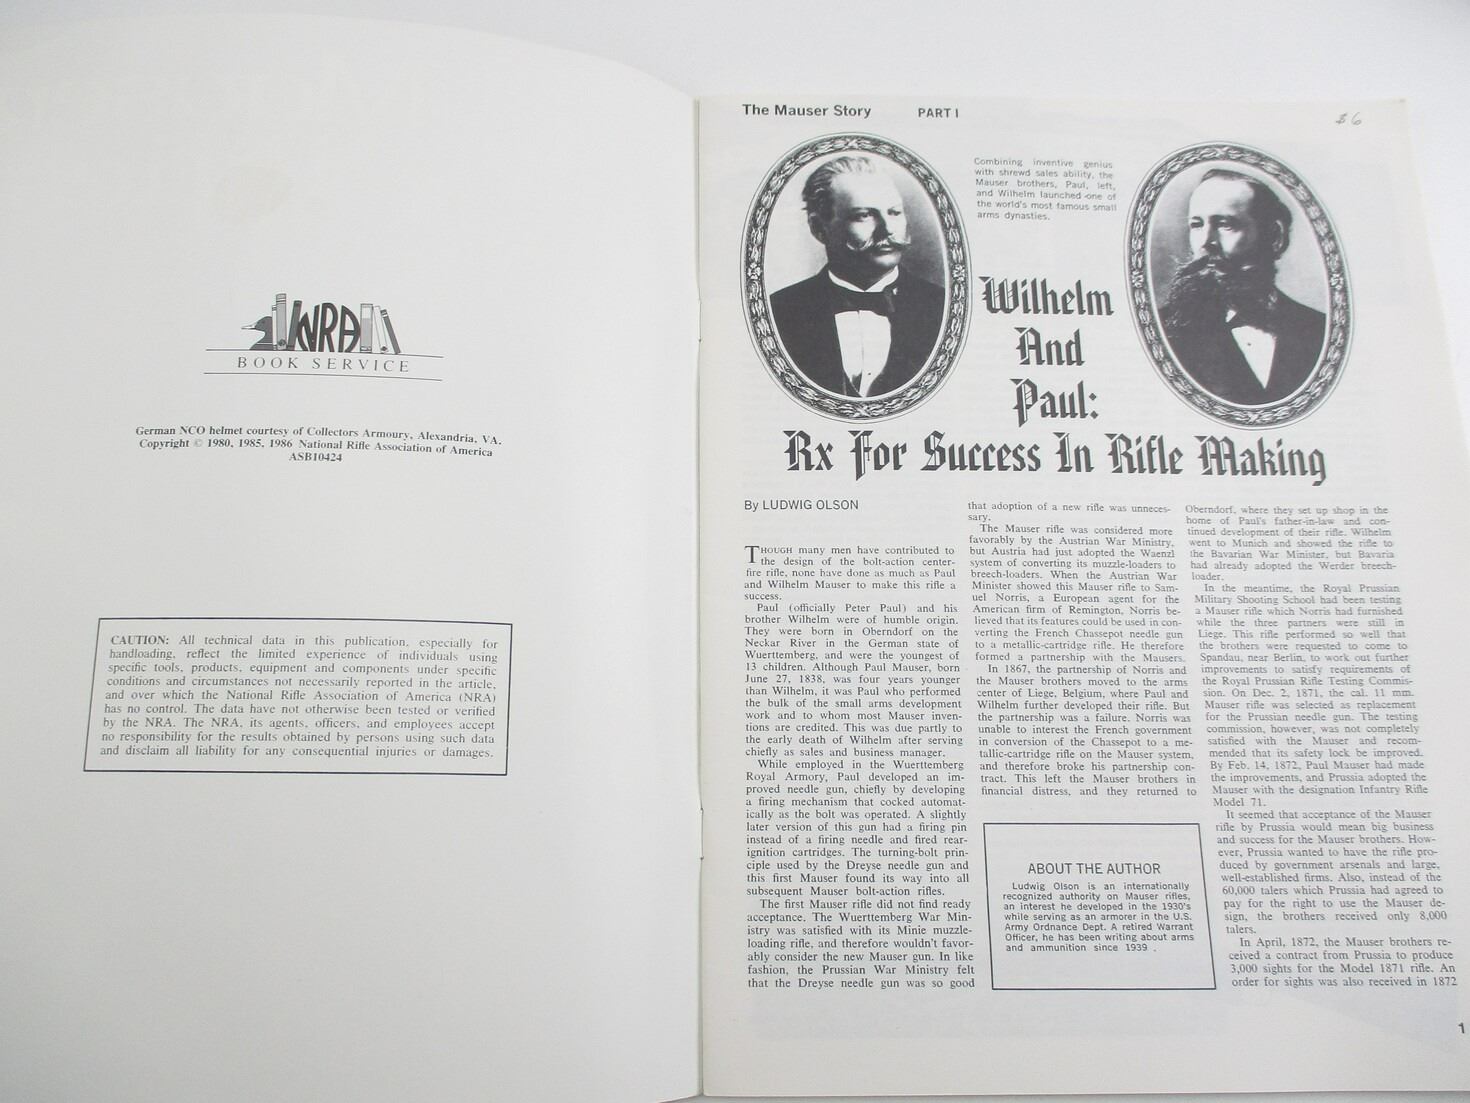 NRA
BOOK SERVICE
German NCO helmet courtesy of Collectors Armoury, Alexandria, VA.
Copyright © 1980, 1985, 1986 National Rifle Association of America
ASB10424
CAUTION: All technical data in this publication, especially for
handloading, reflect the limited experience of individuals using
specific tools, products, equipment and components under specific
conditions and circumstances not necessarily reported in the article,
and over which the National Rifle Association of America (NRA)
has no control. The data have not otherwise been tested or verified
by the NRA. The NRA, its agents, officers, and employees accept
no responsibility for the results obtained by persons using such data
and disclaim all liability for any consequential injuries or damages.
The Mauser Story PART I
$6
Combining inventive genius
with shrewd sales ability, the
Mauser brothers, Paul, left,
and Wilhelm launched one of
the world's most famous small
arms dynasties.
Wilhelm
And
Paul:
Rx For Success In Rifle Making
By LUDWIG OLSON
THOUGH many men have contributed to
the design of the bolt-action center-
fire rifle, none have done as much as Paul
and Wilhelm Mauser to make this rifle a
success.
Paul (officially Peter Paul) and his
brother Wilhelm were of humble origin.
They were born in Oberndorf on the
Neckar River in the German state of
Wuerttemberg, and were the youngest of
13 children. Although Paul Mauser, born
June 27, 1838, was four years younger
than Wilhelm, it was Paul who performed
the bulk of the small arms development
work and to whom most Mauser inven-
tions are credited. This was due partly to
the early death of Wilhelm after serving
chiefly as sales and business manager.
While employed in the Wuerttemberg
Royal Armory, Paul developed an im-
proved needle gun, chiefly by developing
a firing mechanism that cocked automat-
ically as the bolt was operated. A slightly
later version of this gun had a firing pin
instead of a firing needle and fired rear-
ignition cartridges. The turning-bolt prin-
ciple used by the Dreyse needle gun and
this first Mauser found its way into all
subsequent Mauser bolt-action rifles.
The first Mauser rifle did not find ready
acceptance. The Wuerttemberg War Min-
istry was satisfied with its Minie muzzle-
loading rifle, and therefore wouldn't favor-
ably consider the new Mauser gun. In like
fashion, the Prussian War Ministry felt
that the Dreyse needle gun was so good
that adoption of a new rifle was unneces-
sary.
The Mauser rifle was considered more
favorably by the Austrian War Ministry,
but Austria had just adopted the Waenzl
system of converting its muzzle-loaders to
breech-loaders. When the Austrian War
Minister showed this Mauser rifle to Sam-
uel Norris, a European agent for the
American firm of Remington, Norris be-
lieved that its features could be used in con-
verting the French Chassepot needle gun
to a metallic-cartridge rifle. He therefore
formed a partnership with the Mausers.
In 1867, the partnership of Norris and
the Mauser brothers moved to the arms
center of Liege, Belgium, where Paul and
Wilhelm further developed their rifle. But
the partnership was a failure. Norris was
unable to interest the French government
in conversion of the Chassepot to a me-
tallic-cartridge rifle on the Mauser system,
and therefore broke his partnership con-
tract. This left the Mauser brothers in
financial distress, and they returned to
ABOUT THE AUTHOR
Ludwig Olson is an internationally
recognized authority on Mauser rifles,
an interest he developed in the 1930's
while serving as an armorer in the U.S.
Army Ordnance Dept. A retired Warrant
Officer, he has been writing about arms
and ammunition since 1939 .
Oberndorf, where they set up shop in the
home of Paul's father-in-law and con-
tinued development of their rifle. Wilhelm
went to Munich and showed the rifle to
the Bavarian War Minister, but Bavaria
had already adopted the Werder breech-
loader.
In the meantime, the Royal Prussian
Military Shooting School had been testing
a Mauser rifle which Norris had furnished
while the three partners were still in
Liege. This rifle performed so well that
the brothers were requested to come to
Spandau, near Berlin, to work out further
improvements to satisfy requirements of
the Royal Prussian Rifle Testing Commis-
sion. On Dec. 2, 1871, the cal. 11 mm.
Mauser rifle was selected as replacement
for the Prussian needle gun. The testing
commission, however, was not completely
satisfied with the Mauser and recom-
mended that its safety lock be improved.
By Feb. 14, 1872, Paul Mauser had made
the improvements, and Prussia adopted the
Mauser with the designation Infantry Rifle
Model 71.
It seemed that acceptance of the Mauser
rifle by Prussia would mean big business
and success for the Mauser brothers. How-
ever, Prussia wanted to have the rifle pro-
duced by government arsenals and large,
well-established firms. Also, instead of the
60,000 talers which Prussia had agreed to
pay for the right to use the Mauser de-
sign, the brothers received only 8,000
talers.
In April, 1872, the Mauser brothers re-
ceived a contract from Prussia to produce
3,000 sights for the Model 1871 rifle. An
order for sights was also received in 1872
1